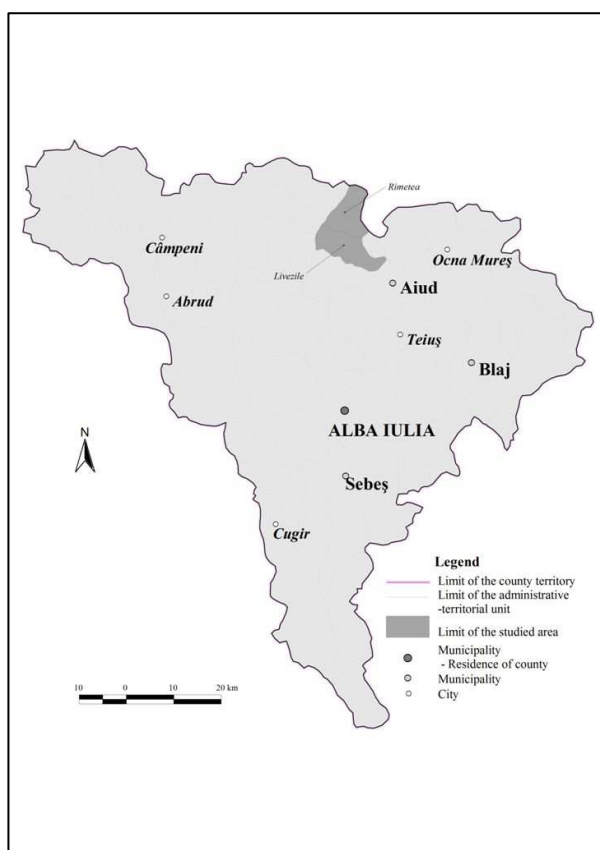 Rimetea
Câmpeni
Ocna Mureş
Livezile
Aiud
Abrud
Teiuş
Blaj
ALBA IULIA
N
Sebeş
Cugir
Legend
Limit of the county territory
Limit of the administrative
-territorial unit
Limit of the studied area
Municipality
- Residence of county
Municipality
City
10 0 10 20 km